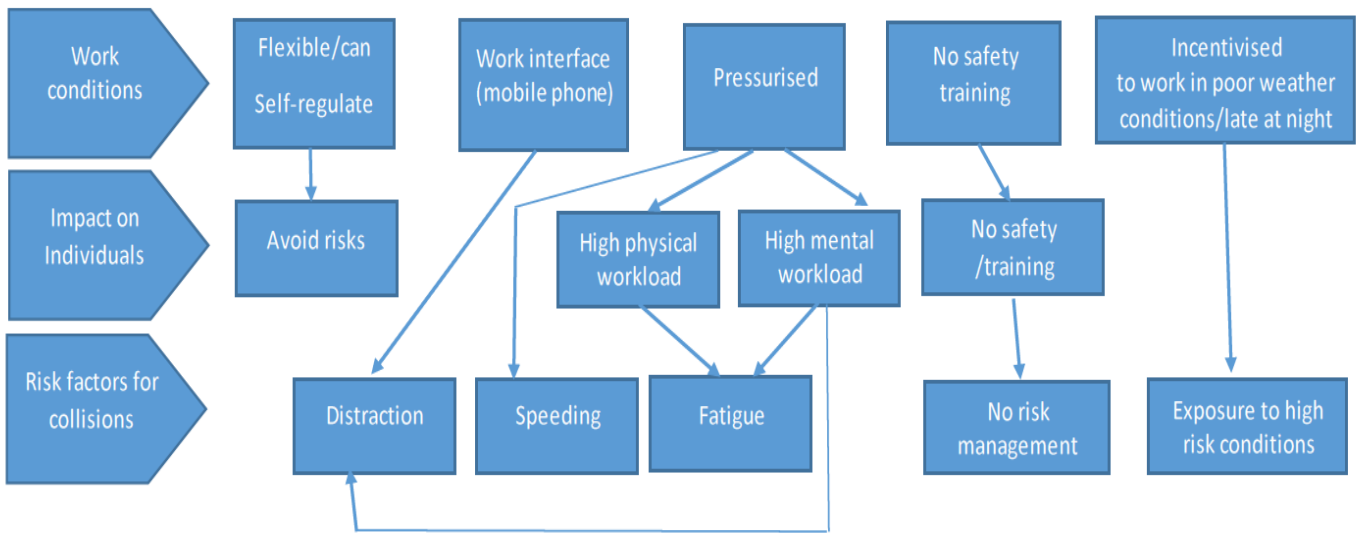 Work
conditions
Flexible/can
Self-regulate
Work interface
(mobile phone)
Pressurised
No safety
training
Incentivised
to work in poor weather
conditions/late at night
Impact on
Individuals
Avoid risks
High physical
workload
High mental
workload
No safety
/training
Risk factors for
collisions
Distraction
Speeding
Fatigue
No risk
management
Exposure to high
risk conditions